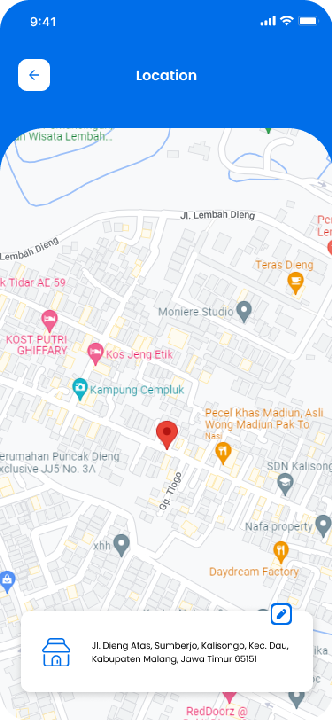 9:41
Location
Wisata Lembah..
Jl. Lembah Dieng
Lembah Dieng
Teras Dieng
k Tidar AE 59
Moniere Studio
KOST PUTRI
GHIFFARY
Kos Jeng Etik
Kampung Cempluk
Pecel Khas Madiun, Asli
Wong Madiun Pak To
Nasi
erumahan Puncak Dieng
xclusive JJ5 No. 3A
SDN Kalisong
Gg. Tlogo
Nafa property
xhh
Daydream Factory
Jl. Dieng Atas, Sumberjo, Kalisongo, Kec. Dau,
Kabupaten Malang, Jawa Timur 65151
RedDoorz @